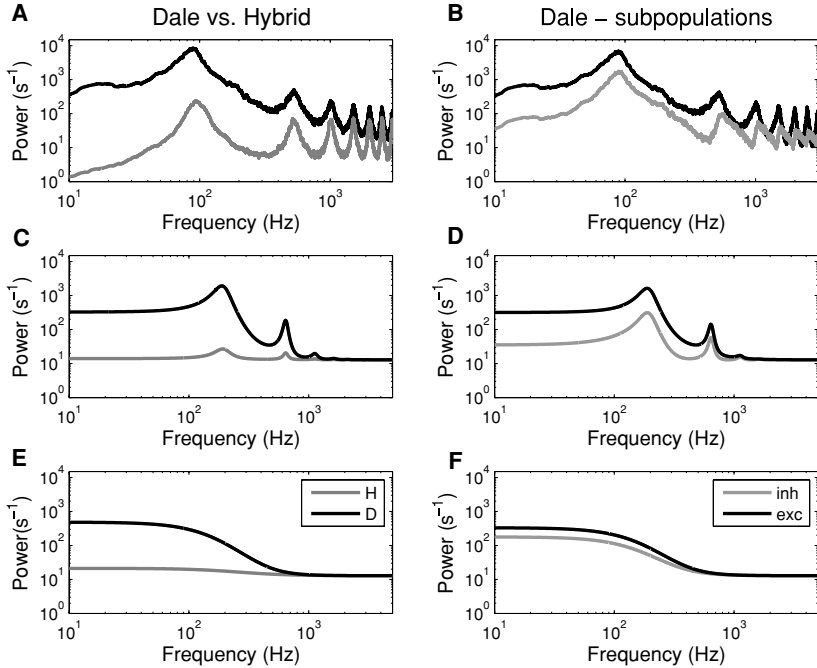 A
Dale vs. Hybrid
10^4
10^3
10^2
10^1
10^0
Power (s^−1)
10^1
10^2
10^3
Frequency (Hz)
B
Dale − subpopulations
10^4
10^3
10^2
10^1
10^0
Power (s^−1)
10^1
10^2
10^3
Frequency (Hz)
C
10^4
10^3
10^2
10^1
10^0
Power (s^−1)
10^1
10^2
10^3
Frequency (Hz)
D
10^4
10^3
10^2
10^1
10^0
Power (s^−1)
10^1
10^2
10^3
Frequency (Hz)
E
10^4
10^3
10^2
10^1
10^0
Power(s^−1)
H
D
10^1
10^2
10^3
Frequency (Hz)
F
10^4
10^3
10^2
10^1
10^0
Power (s^−1)
inh
exc
10^1
10^2
10^3
Frequency (Hz)